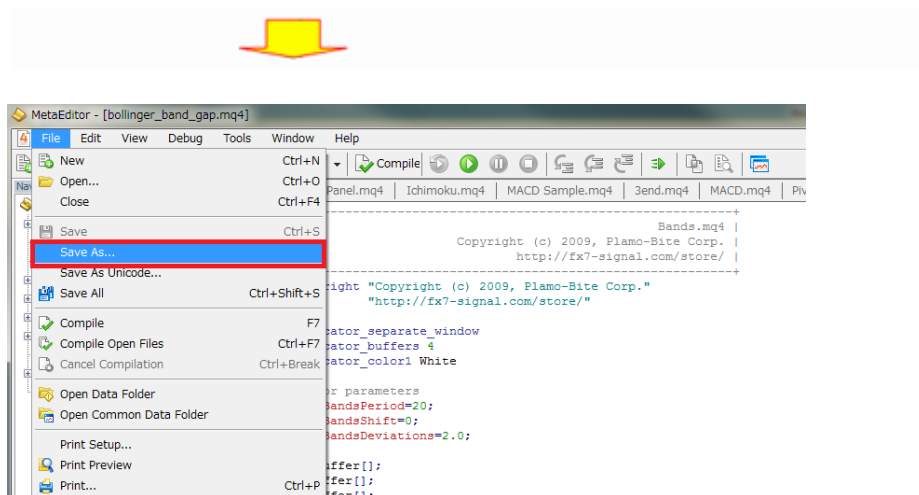 MetaEditor - [bollinger_band_gap.mq4]
File Edit View Debug Tools Window Help
New Ctrl+N
Compile
Open... Ctrl+O
Panel.mq4 Ichimoku.mq4 MACD Sample.mq4 3end.mq4 MACD.mq4 Piv
Close Ctrl+F4
Save Ctrl+S
Bands.mq4 |
Copyright (c) 2009, Plamo-Bite Corp. |
Save As...
http://fx7-signal.com/store/ |
Save As Unicode...
Save All Ctrl+Shift+S
right "Copyright (c) 2009, Plamo-Bite Corp."
"http://fx7-signal.com/store/"
Compile F7
cator_separate_window
Compile Open Files Ctrl+F7
cator_buffers 4
Cancel Compilation Ctrl+Break
cator_color1 White
Open Data Folder
or parameters
BandsPeriod=20;
Open Common Data Folder
BandsShift=0;
BandsDeviations=2.0;
Print Setup...
Print Preview
uffer[];
Print... Ctrl+P
ffer[];